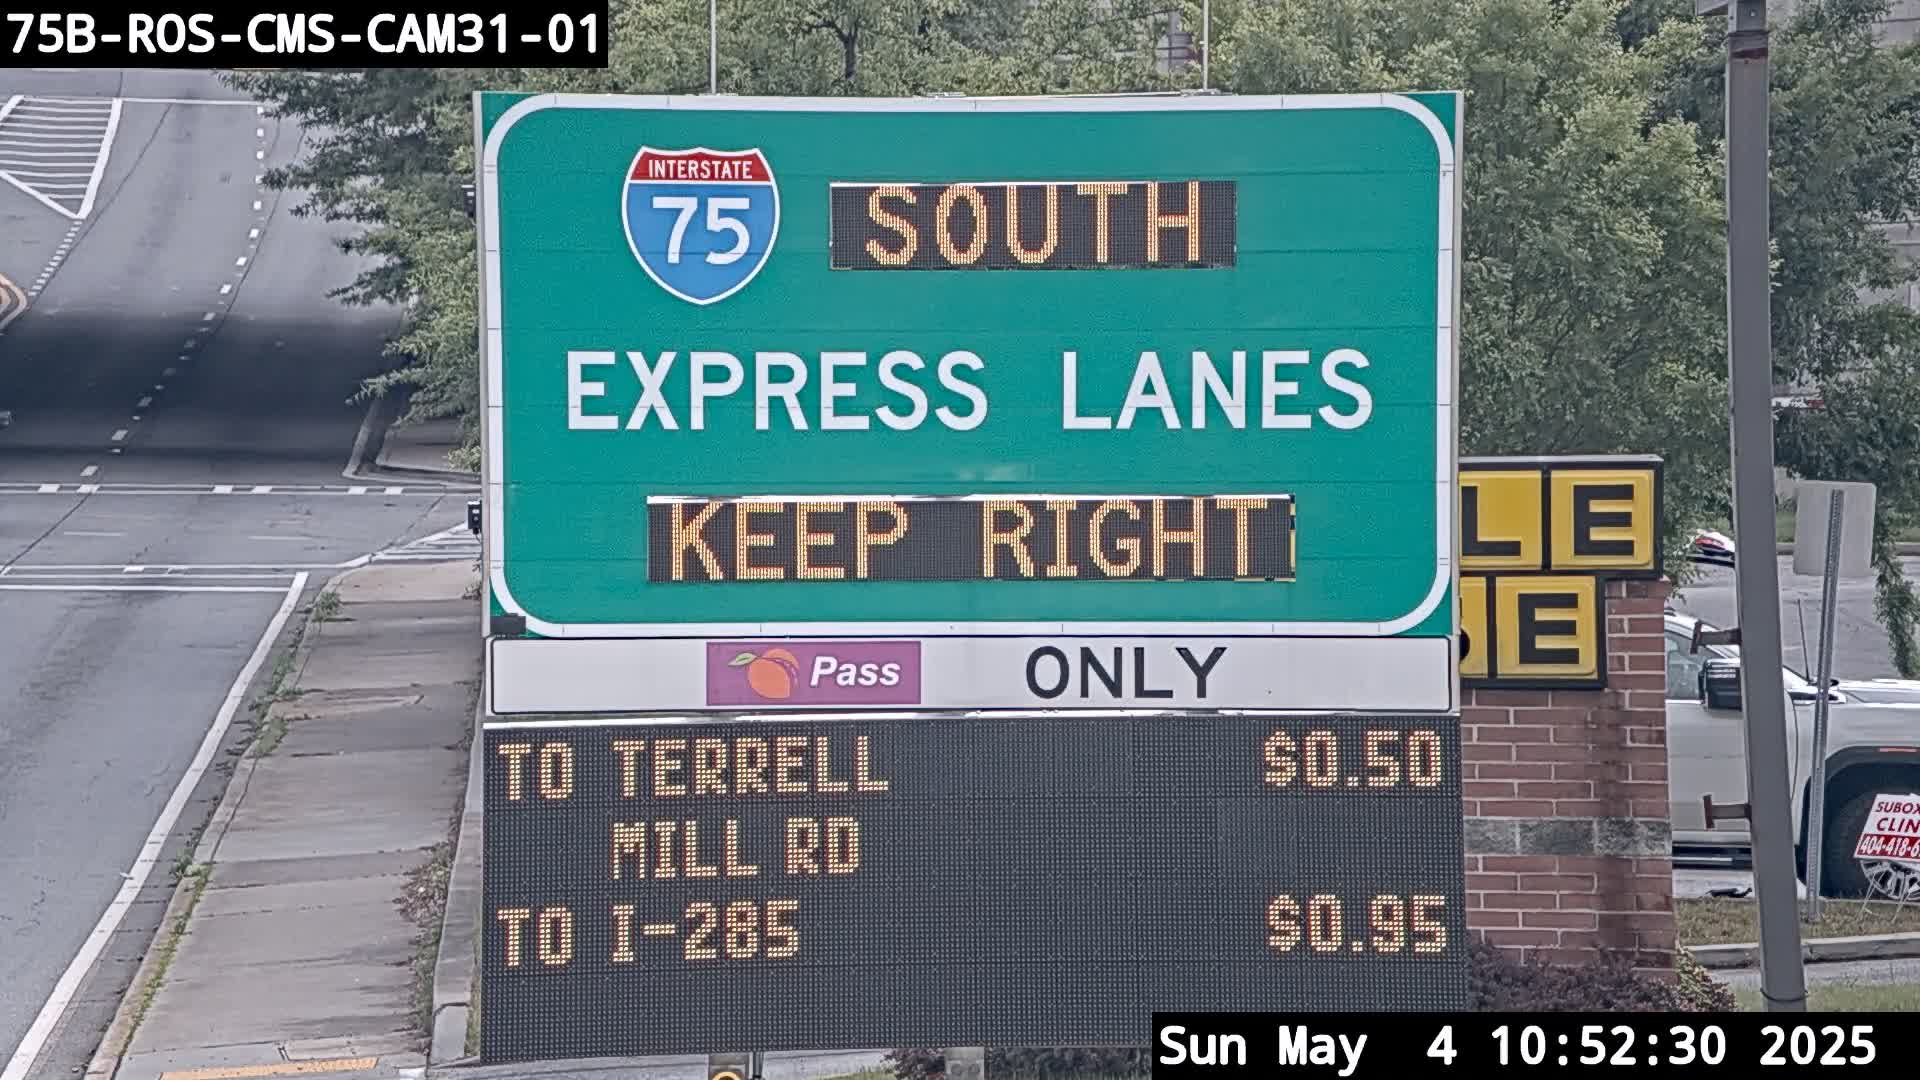 75B-ROS-CMS-CAM31-01
INTERSTATE
75
SOUTH
EXPRESS LANES
KEEP RIGHT
Pass ONLY
TO TERRELL $0.50
MILL RD
TO I-285 $0.95
LE
E
Sun May 4 10:52:30 2025